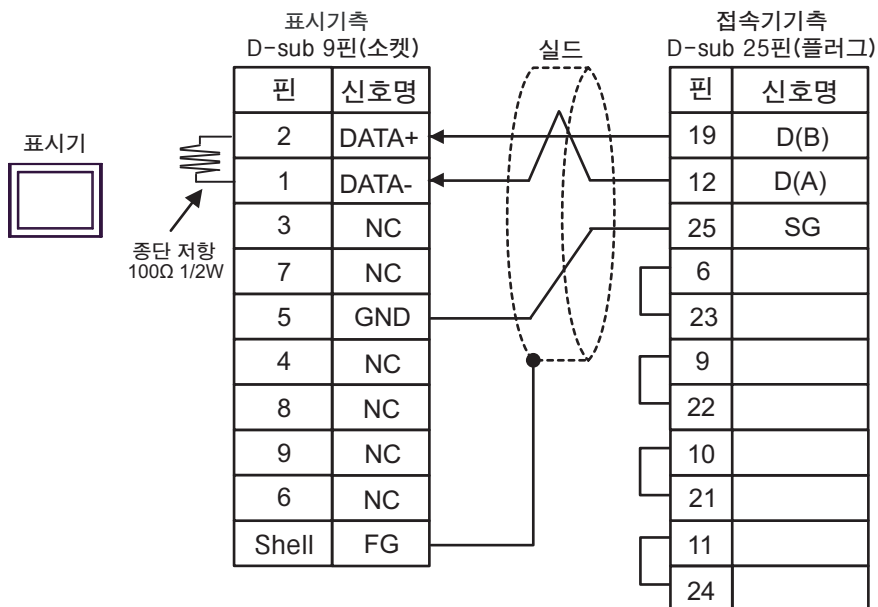 표시기측
D-sub 9핀(소켓)
실드
접속기기측
D-sub 25핀(플러그)
표시기
종단 저항
100Ω 1/2W
핀 신호명
2 DATA+
1 DATA-
3 NC
7 NC
5 GND
4 NC
8 NC
9 NC
6 NC
Shell FG
핀 신호명
19 D(B)
12 D(A)
25 SG
6
23
9
22
10
21
11
24